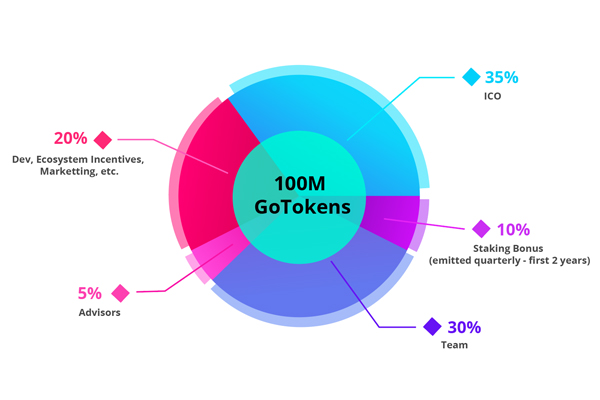 35%
ICO
20%
Dev, Ecosystem Incentives,
Marketting, etc.
100M
GoTokens
10%
Staking Bonus
(emitted quarterly - first 2 years)
5%
Advisors
30%
Team